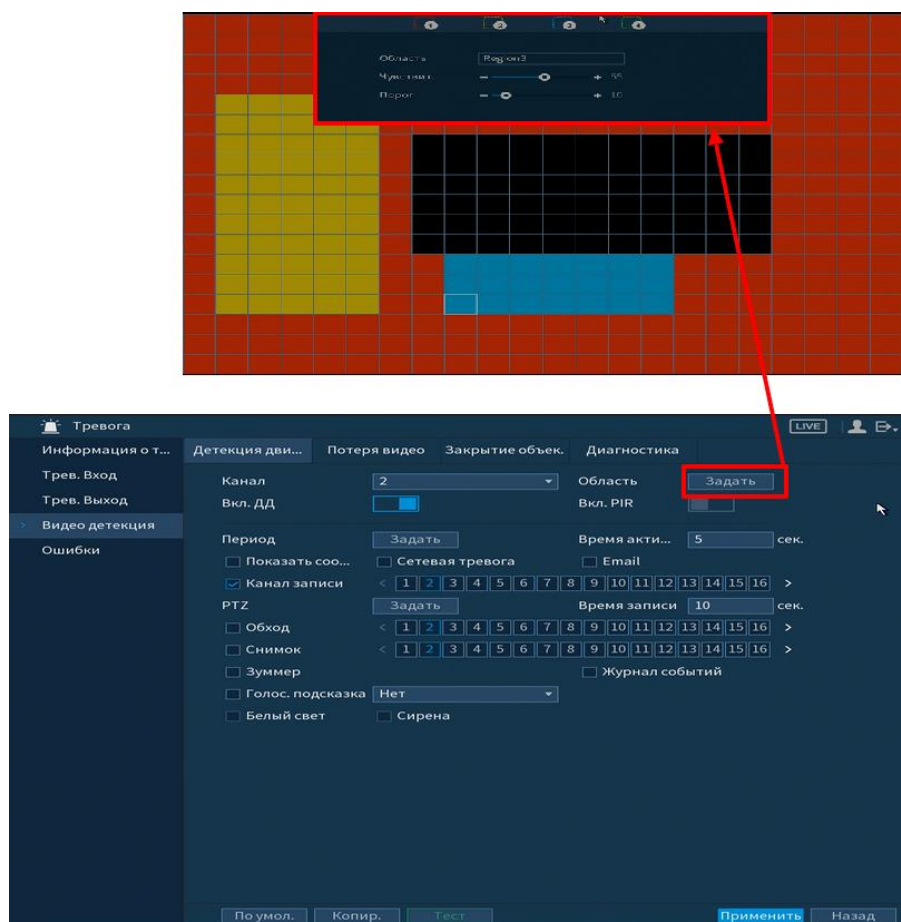 1 2 3 4
Область Region3
Чувствит. 55
Порог 10
Тревога LIVE
Информация о т... Детекция дви... Потеря видео Закрытие объек. Диагностика
Трев. Вход Канал 2 Область Задать
Трев. Выход Вкл. ДД Вкл. PIR
Видео детекция
Ошибки
Период Задать Время акти... 5 сек.
Показать соо... Сетевая тревога Email
Канал записи < 1 2 3 4 5 6 7 8 9 10 11 12 13 14 15 16 >
PTZ Задать Время записи 10 сек.
Обход < 1 2 3 4 5 6 7 8 9 10 11 12 13 14 15 16 >
Снимок < 1 2 3 4 5 6 7 8 9 10 11 12 13 14 15 16 >
Зуммер Журнал событий
Голос. подсказка Нет
Белый свет Сирена
По умол. Копир. Тест Применить Назад